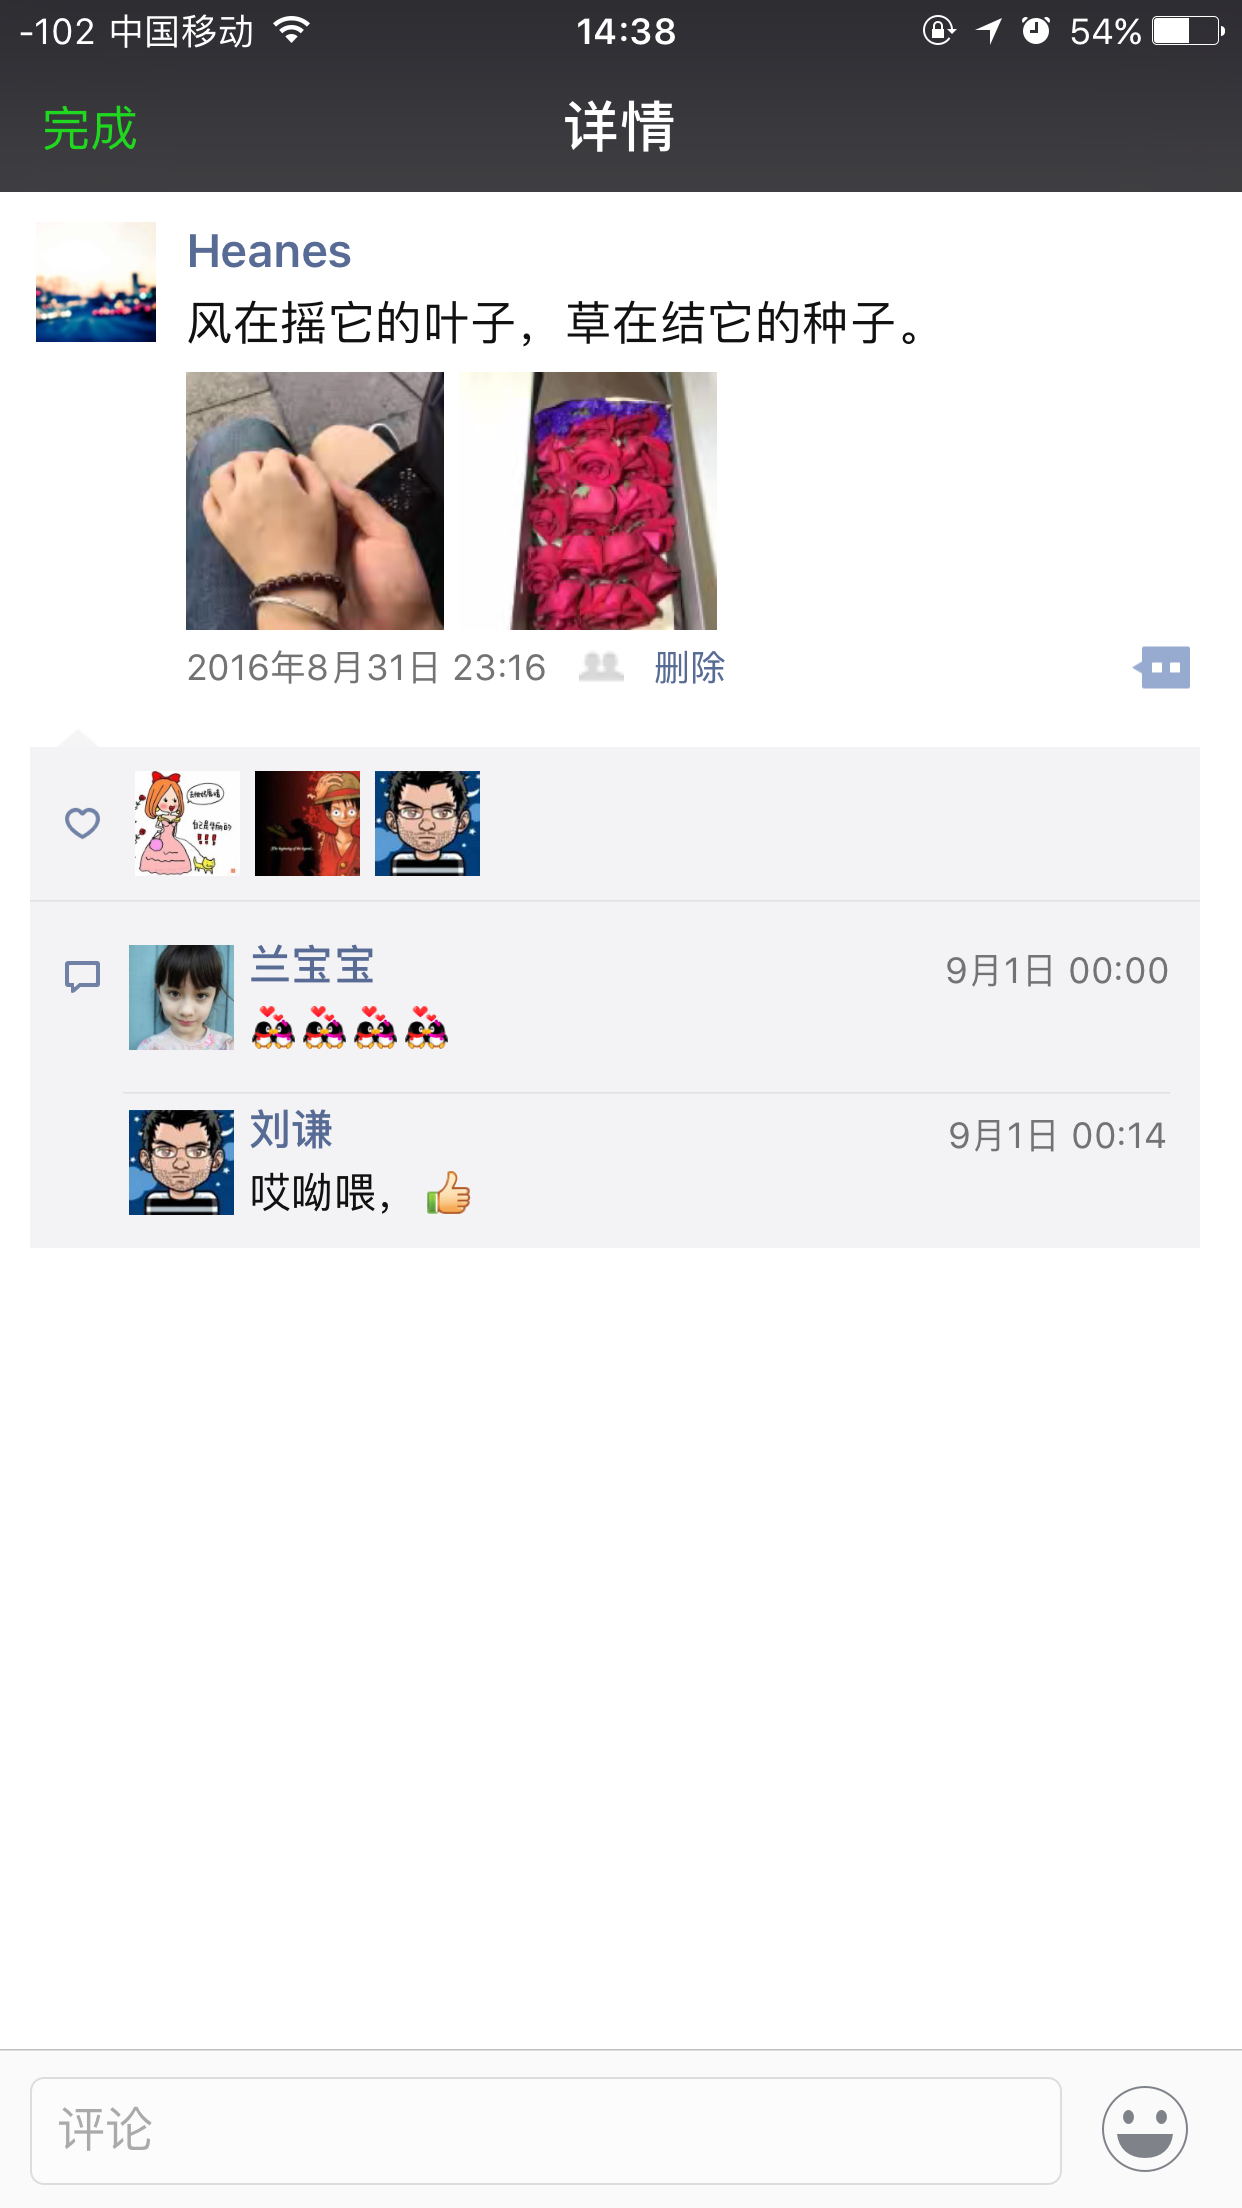 -102 中国移动 14:38 54%
完成 详情
Heanes
风在摇它的叶子，草在结它的种子。
2016年8月31日 23:16 删除
兰宝宝 9月1日 00:00
刘谦 9月1日 00:14
哎呦喂，
评论